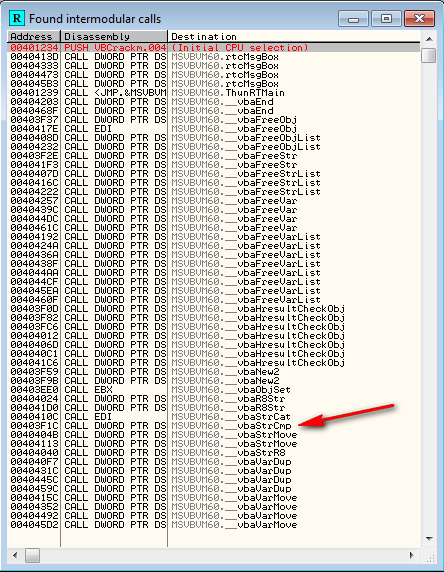 R Found intermodular calls
Address Disassembly Destination
00401234 PUSH VBCrackm.004 (Initial CPU selection)
0040413D CALL DWORD PTR DS MSVBVM60.rtcMsgBox
00404333 CALL DWORD PTR DS MSVBVM60.rtcMsgBox
00404473 CALL DWORD PTR DS MSVBVM60.rtcMsgBox
004045B3 CALL DWORD PTR DS MSVBVM60.rtcMsgBox
00401239 CALL <JMP.&MSVBVM MSVBVM60.ThunRTMain
00404203 CALL DWORD PTR DS MSVBVM60.__vbaEnd
0040468F CALL DWORD PTR DS MSVBVM60.__vbaEnd
00403F37 CALL DWORD PTR DS MSVBVM60.__vbaFreeObj
0040417E CALL EDI MSVBVM60.__vbaFreeObj
0040408D CALL DWORD PTR DS MSVBVM60.__vbaFreeObjList
00404232 CALL DWORD PTR DS MSVBVM60.__vbaFreeObjList
00403F2E CALL DWORD PTR DS MSVBVM60.__vbaFreeStr
004041F3 CALL DWORD PTR DS MSVBVM60.__vbaFreeStr
0040407D CALL DWORD PTR DS MSVBVM60.__vbaFreeStrList
0040416C CALL DWORD PTR DS MSVBVM60.__vbaFreeStrList
00404222 CALL DWORD PTR DS MSVBVM60.__vbaFreeStrList
00404257 CALL DWORD PTR DS MSVBVM60.__vbaFreeVar
0040439C CALL DWORD PTR DS MSVBVM60.__vbaFreeVar
004044DC CALL DWORD PTR DS MSVBVM60.__vbaFreeVar
0040461C CALL DWORD PTR DS MSVBVM60.__vbaFreeVar
00404192 CALL DWORD PTR DS MSVBVM60.__vbaFreeVarList
0040424A CALL DWORD PTR DS MSVBVM60.__vbaFreeVarList
0040436A CALL DWORD PTR DS MSVBVM60.__vbaFreeVarList
0040438F CALL DWORD PTR DS MSVBVM60.__vbaFreeVarList
004044AA CALL DWORD PTR DS MSVBVM60.__vbaFreeVarList
004044CF CALL DWORD PTR DS MSVBVM60.__vbaFreeVarList
004045EA CALL DWORD PTR DS MSVBVM60.__vbaFreeVarList
0040460F CALL DWORD PTR DS MSVBVM60.__vbaFreeVarList
00403F0D CALL DWORD PTR DS MSVBVM60.__vbaHresultCheckObj
00403F82 CALL DWORD PTR DS MSVBVM60.__vbaHresultCheckObj
00403FC6 CALL DWORD PTR DS MSVBVM60.__vbaHresultCheckObj
00404012 CALL DWORD PTR DS MSVBVM60.__vbaHresultCheckObj
0040406D CALL DWORD PTR DS MSVBVM60.__vbaHresultCheckObj
004040C1 CALL DWORD PTR DS MSVBVM60.__vbaHresultCheckObj
004041C6 CALL DWORD PTR DS MSVBVM60.__vbaHresultCheckObj
00403F59 CALL DWORD PTR DS MSVBVM60.__vbaNew2
00403F9B CALL DWORD PTR DS MSVBVM60.__vbaNew2
00403EE0 CALL EBX MSVBVM60.__vbaObjSet
00404024 CALL DWORD PTR DS MSVBVM60.__vbaR8Str
004041D0 CALL DWORD PTR DS MSVBVM60.__vbaR8Str
0040410C CALL EDI MSVBVM60.__vbaStrCat
00403F1C CALL DWORD PTR DS MSVBVM60.__vbaStrCmp
0040404B CALL DWORD PTR DS MSVBVM60.__vbaStrMove
00404113 CALL DWORD PTR DS MSVBVM60.__vbaStrMove
00404040 CALL DWORD PTR DS MSVBVM60.__vbaStrR8
004040F7 CALL DWORD PTR DS MSVBVM60.__vbaVarDup
0040431C CALL DWORD PTR DS MSVBVM60.__vbaVarDup
0040445C CALL DWORD PTR DS MSVBVM60.__vbaVarDup
0040459C CALL DWORD PTR DS MSVBVM60.__vbaVarDup
0040415C CALL DWORD PTR DS MSVBVM60.__vbaVarMove
00404352 CALL DWORD PTR DS MSVBVM60.__vbaVarMove
00404492 CALL DWORD PTR DS MSVBVM60.__vbaVarMove
004045D2 CALL DWORD PTR DS MSVBVM60.__vbaVarMove